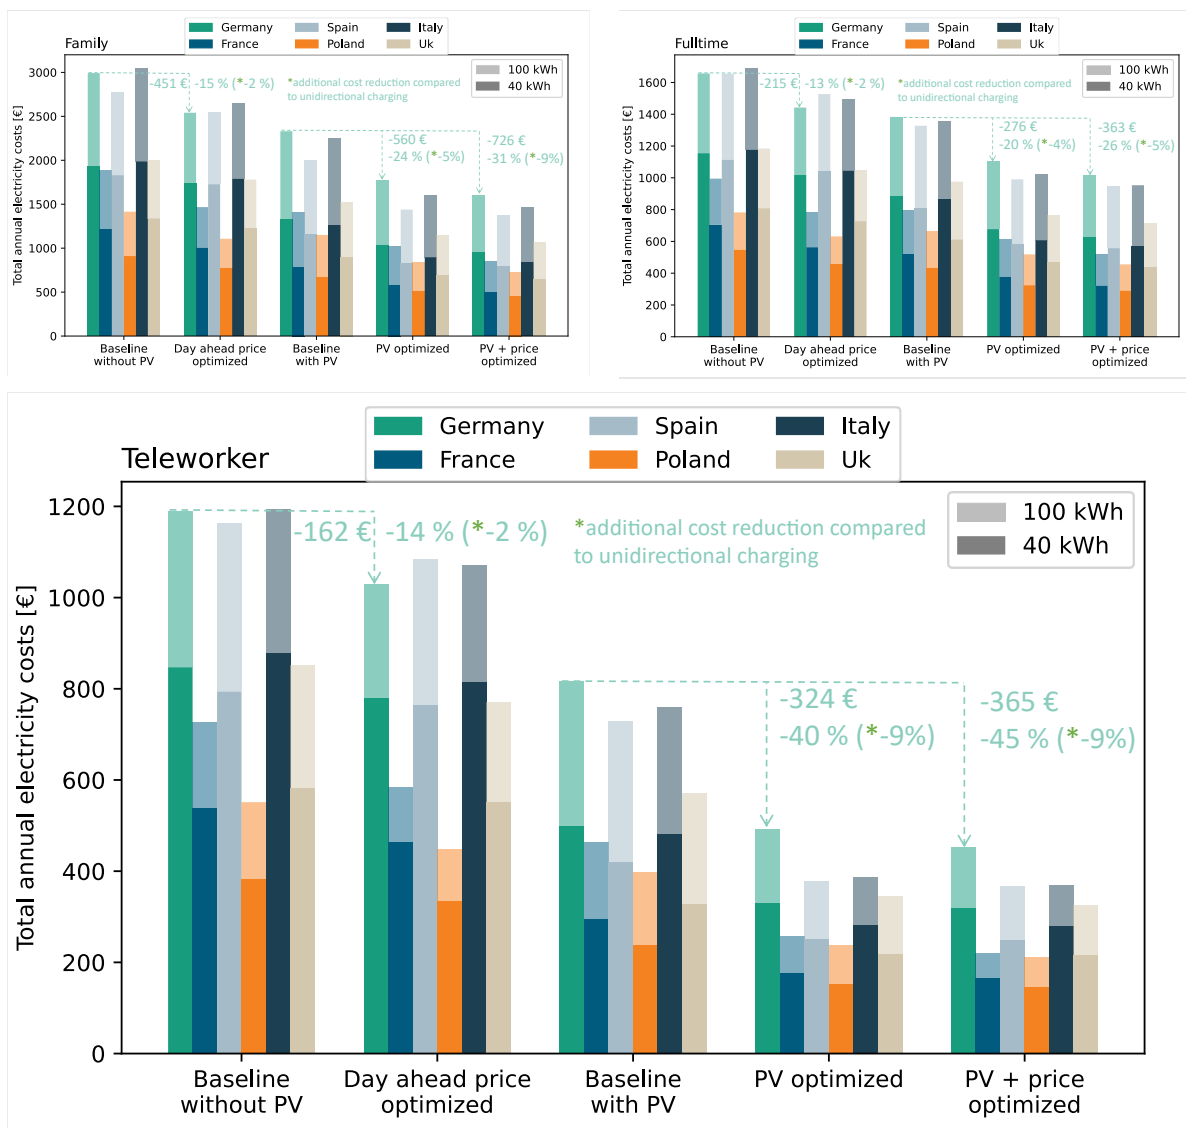 Germany Spain Italy
France Poland Uk
Family
100 kWh
40 kWh
-451 € -15 % (*-2 %)
*additional cost reduction compared
to unidirectional charging
-560 €
-24 % (*-5%)
-726 €
-31 % (*-9%)
Total annual electricity costs [€]
3000
2500
2000
1500
1000
500
0
Baseline
without PV
Day ahead price
optimized
Baseline
with PV
PV optimized
PV + price
optimized
Germany Spain Italy
France Poland Uk
Fulltime
100 kWh
40 kWh
-215 € -13 % (*-2 %)
*additional cost reduction compared
to unidirectional charging
-276 €
-20 % (*-4%)
-363 €
-26 % (*-5%)
Total annual electricity costs [€]
1600
1400
1200
1000
800
600
400
200
0
Baseline
without PV
Day ahead price
optimized
Baseline
with PV
PV optimized
PV + price
optimized
Germany Spain Italy
France Poland Uk
Teleworker
100 kWh
40 kWh
-162 € -14 % (*-2 %)
*additional cost reduction compared
to unidirectional charging
-324 €
-40 % (*-9%)
-365 €
-45 % (*-9%)
Total annual electricity costs [€]
1200
1000
800
600
400
200
0
Baseline
without PV
Day ahead price
optimized
Baseline
with PV
PV optimized
PV + price
optimized